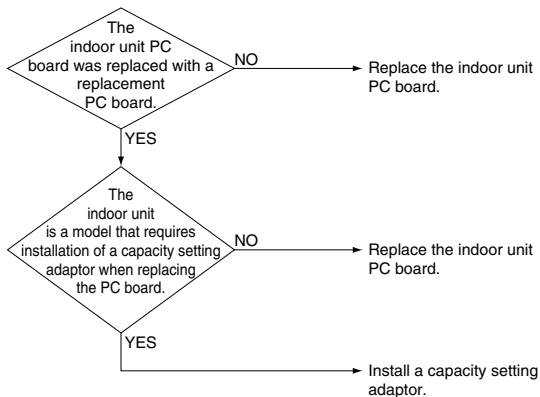 The
indoor unit PC
board was replaced with a
replacement
PC board.
NO
Replace the indoor unit
PC board.
YES
The
indoor unit
is a model that requires
installation of a capacity setting
adaptor when replacing
the PC board.
NO
Replace the indoor unit
PC board.
YES
Install a capacity setting
adaptor.